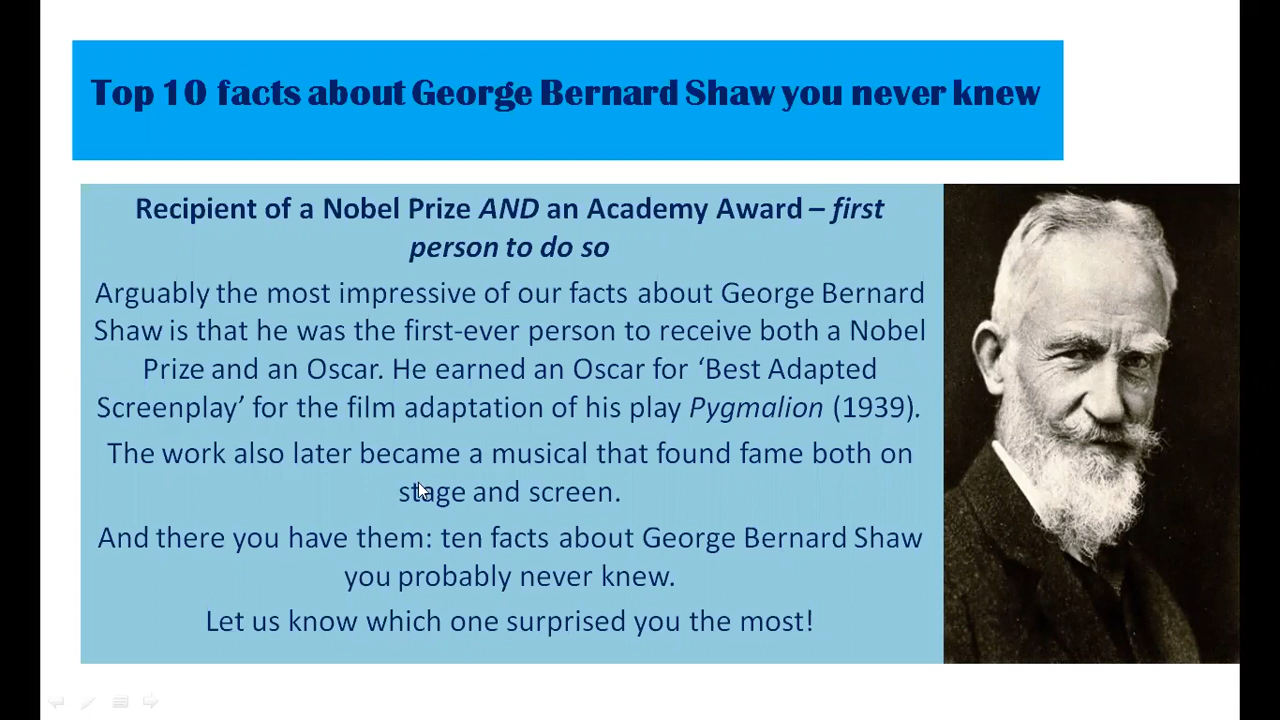 Top 10 facts about George Bernard Shaw you never knew
Recipient of a Nobel Prize AND an Academy Award – first
person to do so
Arguably the most impressive of our facts about George Bernard
Shaw is that he was the first-ever person to receive both a Nobel
Prize and an Oscar. He earned an Oscar for ‘Best Adapted
Screenplay’ for the film adaptation of his play Pygmalion (1939).
The work also later became a musical that found fame both on
stage and screen.
And there you have them: ten facts about George Bernard Shaw
you probably never knew.
Let us know which one surprised you the most!